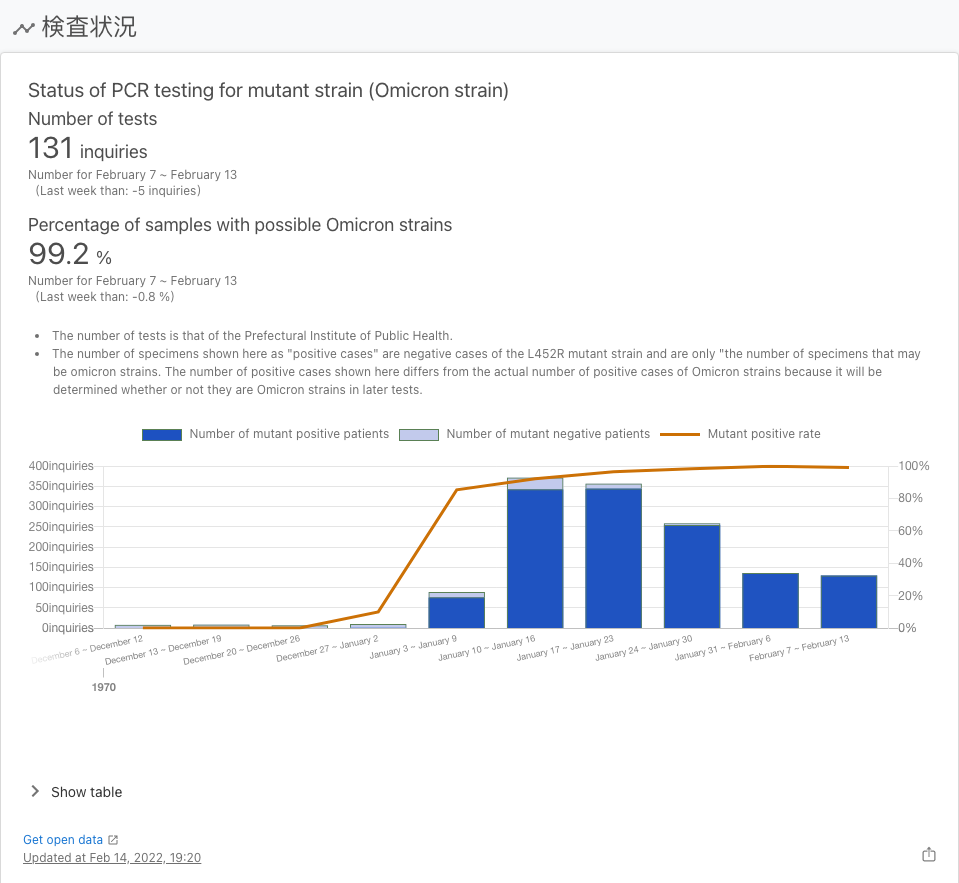 検査状況
Status of PCR testing for mutant strain (Omicron strain)
Number of tests
131 inquiries
Number for February 7 ~ February 13
(Last week than: -5 inquiries)
Percentage of samples with possible Omicron strains
99.2 %
Number for February 7 ~ February 13
(Last week than: -0.8 %)
• The number of tests is that of the Prefectural Institute of Public Health.
• The number of specimens shown here as "positive cases" are negative cases of the L452R mutant strain and are only "the number of specimens that may
be omicron strains. The number of positive cases shown here differs from the actual number of positive cases of Omicron strains because it will be
determined whether or not they are Omicron strains in later tests.
Number of mutant positive patients Number of mutant negative patients Mutant positive rate
400inquiries 100%
350inquiries
80%
300inquiries
250inquiries 60%
200inquiries
150inquiries 40%
100inquiries
20%
50inquiries
0inquiries 0%
December 6 ~ December 12
December 13 ~ December 19
December 20 ~ December 26
December 27 ~ January 2
January 3 ~ January 9
January 10 ~ January 16
January 17 ~ January 23
January 24 ~ January 30
January 31 ~ February 6
February 7 ~ February 13
1970
Show table
Get open data
Updated at Feb 14, 2022, 19:20